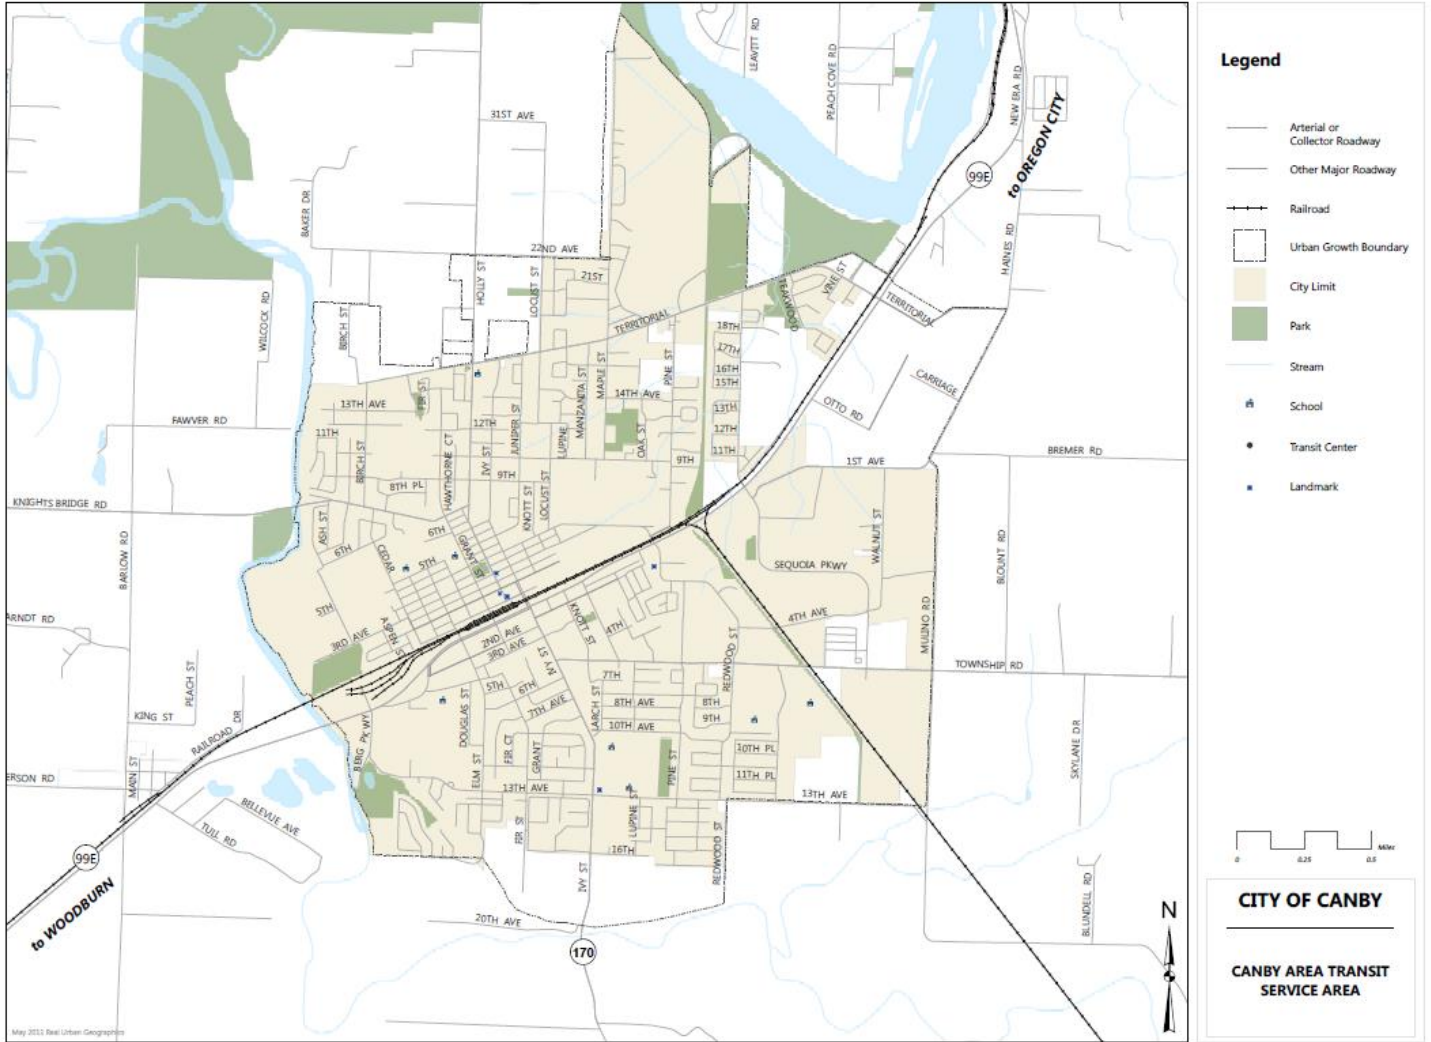 LEAVITT RD
PEACH COVE RD
NEW ERA RD
to OREGON CITY
31ST AVE
99E
BAKER DR
HAINES RD
22ND AVE
HOLLY ST
LOCUST ST
21ST
TEAKWOOD
VINE ST
TERRITORIAL
WILCOCK RD
BIRCH ST
TERRITORIAL
18TH
17TH
16TH
15TH
PINE ST
MAPLE ST
MANZANITA ST
14TH AVE
CARRIAGE
OTTO RD
FIR ST
13TH AVE
13TH
12TH
JUNIPER ST
12TH
FAWVER RD
11TH
LUPINE
OAK ST
11TH
BIRCH ST
HAWTHORNE CT
IVY ST
9TH
9TH
1ST AVE
BREMER RD
8TH PL
KNOTT ST
LOCUST ST
KNIGHTS BRIDGE RD
ASH ST
6TH
6TH
CEDAR
5TH
GRANT ST
WALNUT ST
BLOUNT RD
BARLOW RD
SEQUOIA PKWY
5TH
ASPEN ST
KNOTT ST
4TH
4TH AVE
MULINO RD
ARNDT RD
3RD AVE
2ND AVE
3RD AVE
IVY ST
REDWOOD ST
TOWNSHIP RD
PEACH ST
5TH
6TH
7TH
7TH AVE
LARCH ST
8TH AVE
8TH
9TH
10TH AVE
KING ST
RAILROAD DR
BERG PKWY
DOUGLAS ST
FIR CT
GRANT
10TH PL
11TH PL
SKYLANE DR
MAIN ST
ERSON RD
ELM ST
13TH AVE
PINE ST
13TH AVE
BELLEVUE AVE
TULL RD
FIR ST
LUPINE ST
16TH
REDWOOD ST
99E
to WOODBURN
IVY ST
20TH AVE
170
BLUNDELL RD
May 2011 Real Urban Geographics
Legend
Arterial or
Collector Roadway
Other Major Roadway
Railroad
Urban Growth Boundary
City Limit
Park
Stream
School
Transit Center
Landmark
Miles
0 0.25 0.5
CITY OF CANBY
CANBY AREA TRANSIT
SERVICE AREA
N